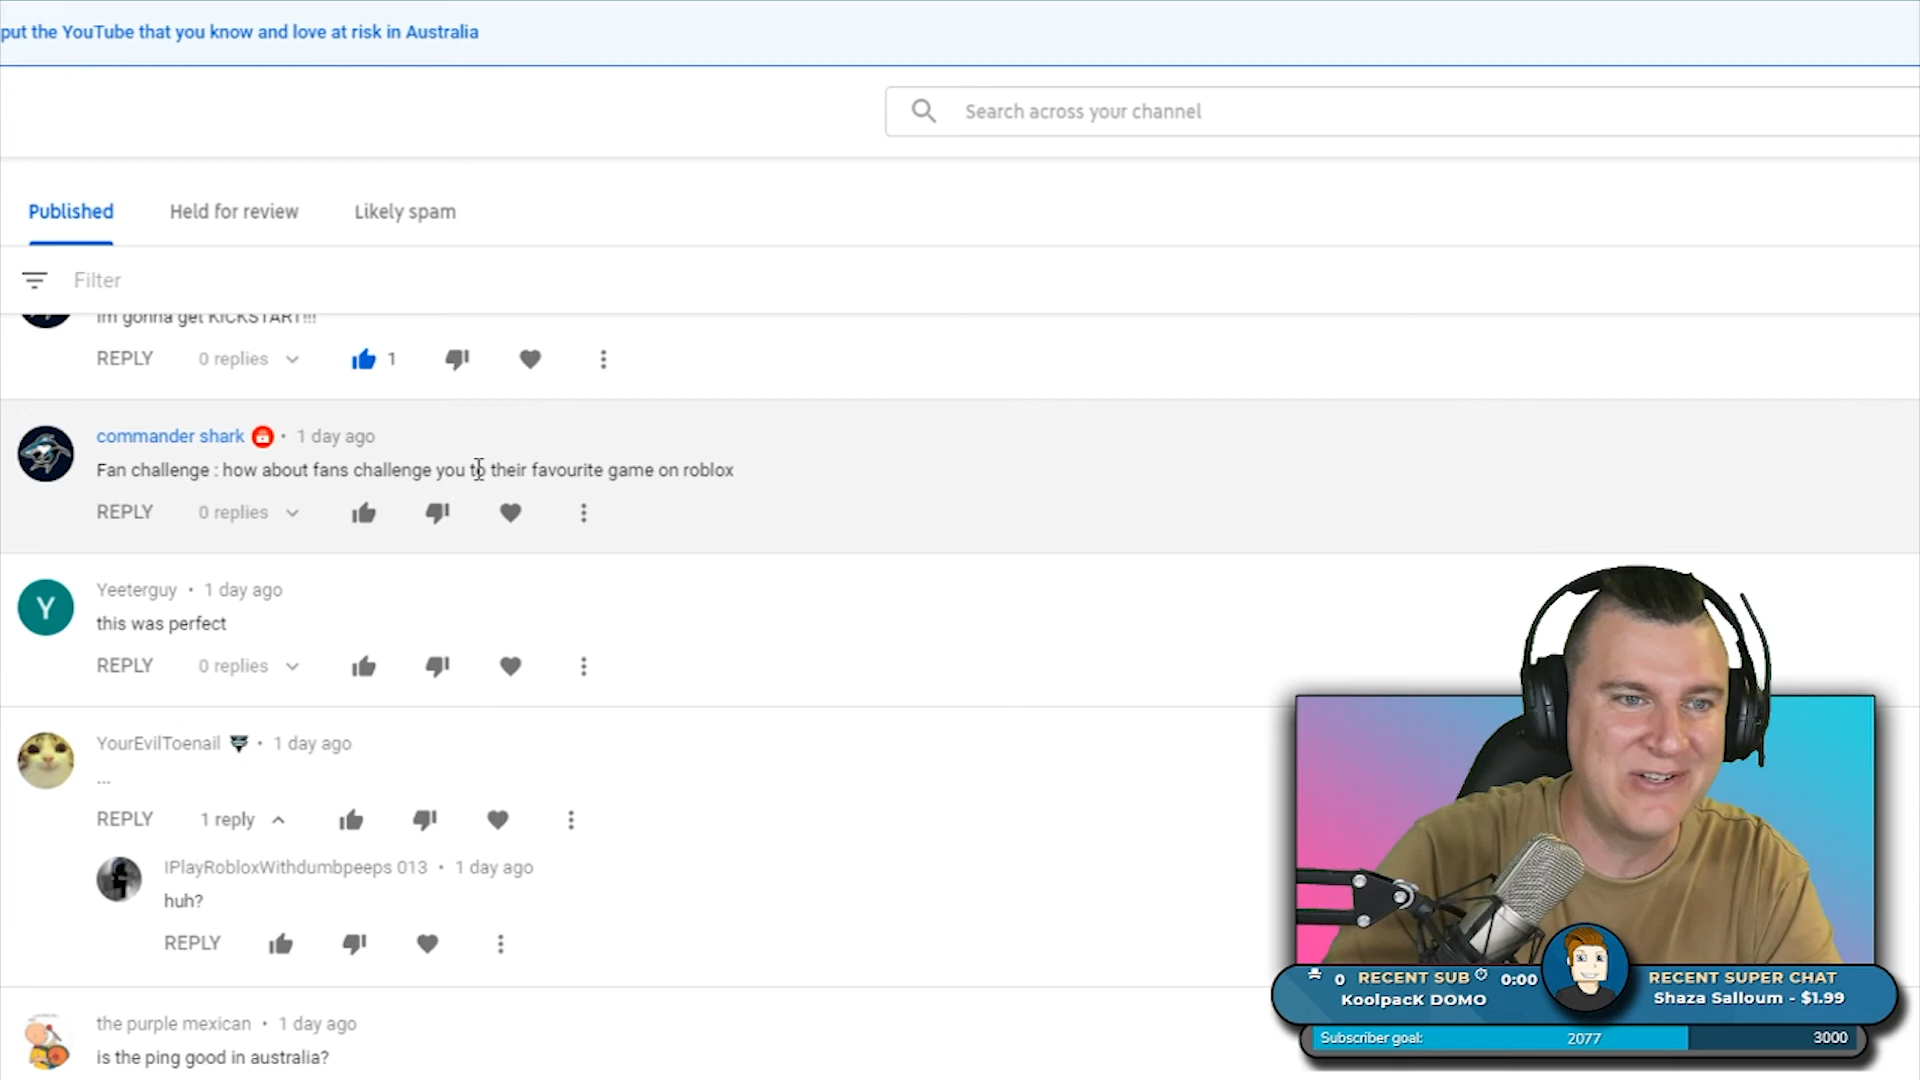 put the YouTube that you know and love at risk in Australia
Search across your channel
Published Held for review Likely spam
Filter
Im gonna get KICKSTART!!!
REPLY 0 replies 1
commander shark • 1 day ago
Fan challenge : how about fans challenge you to their favourite game on roblox
REPLY 0 replies
Y
Yeeterguy • 1 day ago
this was perfect
REPLY 0 replies
YourEvilToenail • 1 day ago
...
REPLY 1 reply
IPlayRobloxWithdumbpeeps 013 • 1 day ago
huh?
REPLY
the purple mexican • 1 day ago
is the ping good in australia?
0 RECENT SUB 0:00
KoolpacK DOMO
RECENT SUPER CHAT
Shaza Salloum - $1.99
Subscriber goal: 2077 3000